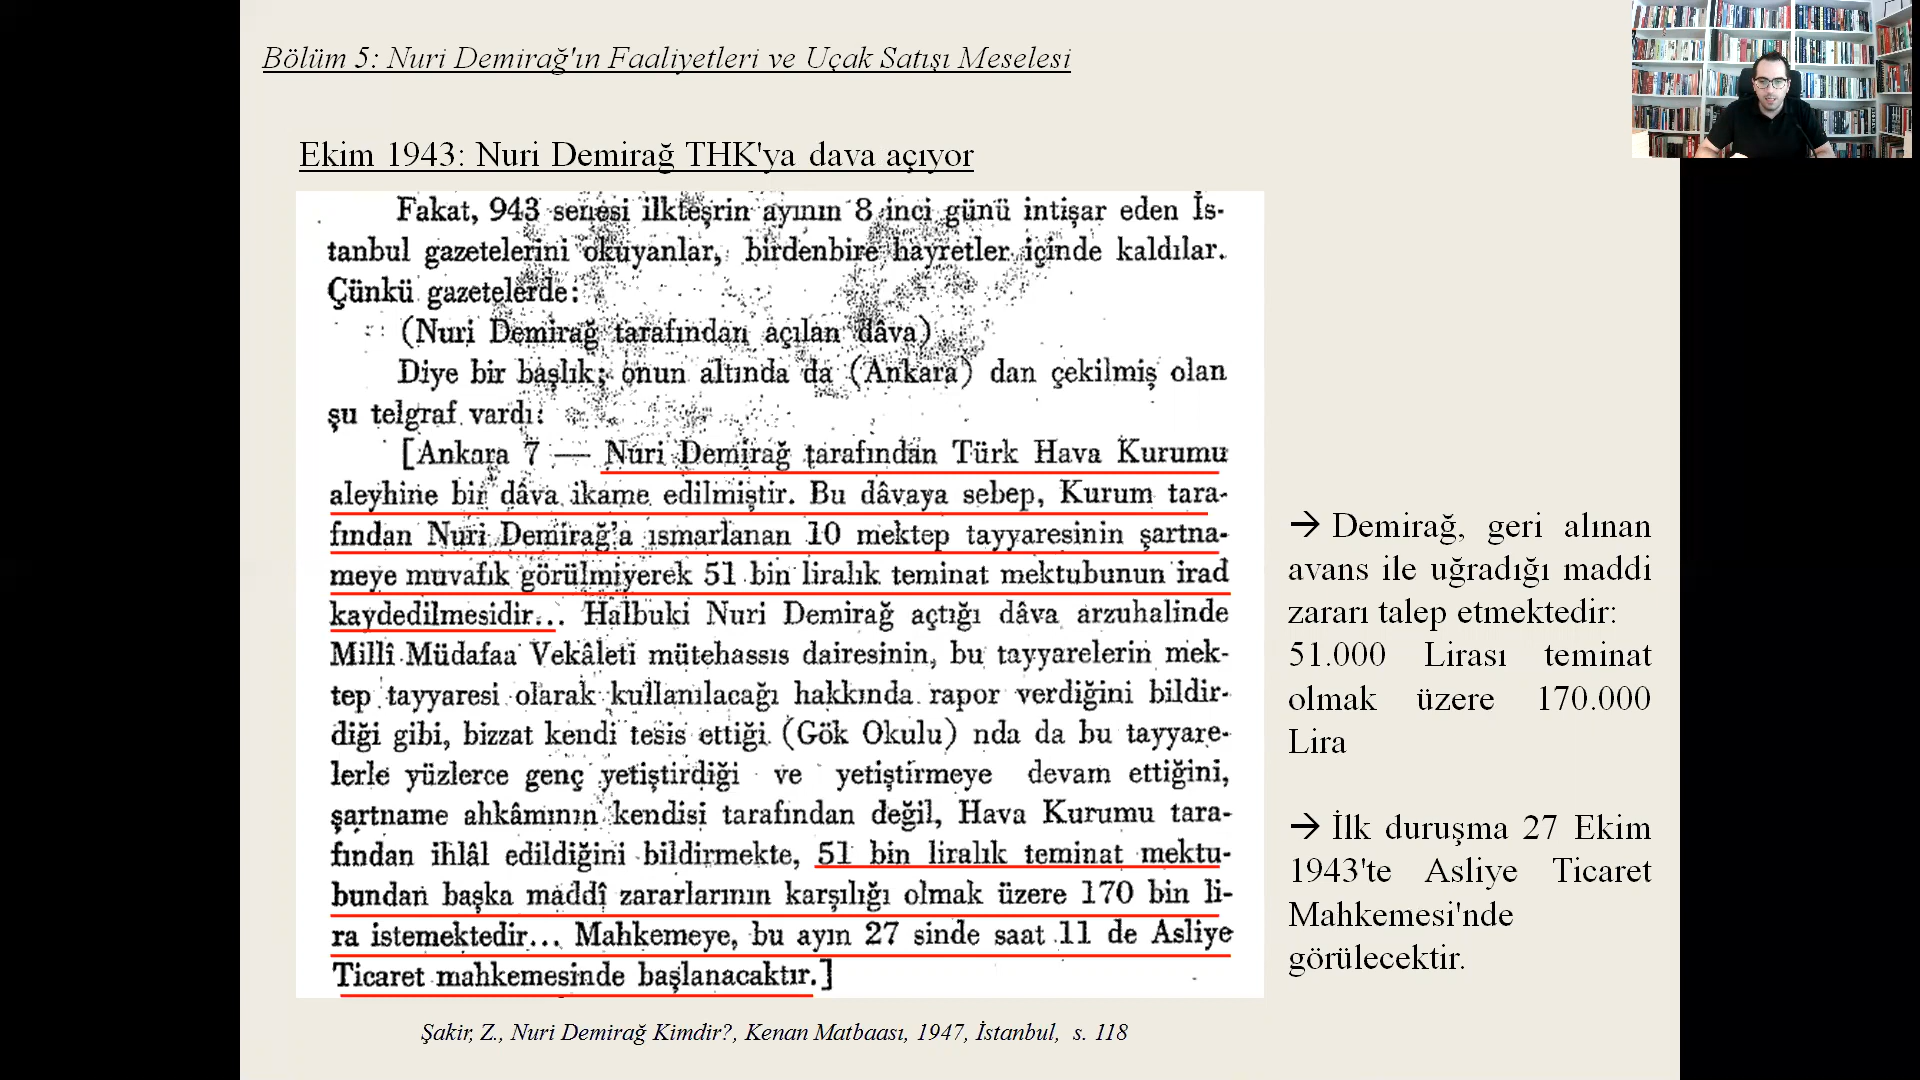 Bölüm 5: Nuri Demirağ'ın Faaliyetleri ve Uçak Satışı Meselesi
Ekim 1943: Nuri Demirağ THK'ya dava açıyor
Fakat, 943 senesi ilkteşrin ayının 8 inci günü intişar eden İs-
tanbul gazetelerini okuyanlar, birdenbire hayretler içinde kaldılar.
Çünkü gazetelerde:
(Nuri Demirağ tarafından açılan dâva)
Diye bir başlık; onun altında da (Ankara) dan çekilmiş olan
şu telgraf vardı:
[Ankara 7 — Nuri Demirağ tarafından Türk Hava Kurumu
aleyhine bir dâva ikame edilmiştir. Bu dâvaya sebep, Kurum tara-
fından Nuri Demirağ'a ısmarlanan 10 mektep tayyaresinin şartna-
meye muvafık görülmiyerek 51 bin liralık teminat mektubunun irad
kaydedilmesidir... Halbuki Nuri Demirağ açtığı dâva arzuhalinde
Millî Müdafaa Vekâleti mütehassıs dairesinin, bu tayyarelerin mek-
tep tayyaresi olarak kullanılacağı hakkında rapor verdiğini bildir-
diği gibi, bizzat kendi tesis ettiği (Gök Okulu) nda da bu tayyare-
lerle yüzlerce genç yetiştirdiği ve yetiştirmeye devam ettiğini,
şartname ahkâmının kendisi tarafından değil, Hava Kurumu tara-
fından ihlâl edildiğini bildirmekte, 51 bin liralık teminat mektu-
bundan başka maddî zararlarının karşılığı olmak üzere 170 bin li-
ra istemektedir... Mahkemeye, bu ayın 27 sinde saat 11 de Asliye
Ticaret mahkemesinde başlanacaktır.]
→ Demirağ, geri alınan
avans ile uğradığı maddi
zararı talep etmektedir:
51.000 Lirası teminat
olmak üzere 170.000
Lira
→ İlk duruşma 27 Ekim
1943'te Asliye Ticaret
Mahkemesi'nde
görülecektir.
Şakir, Z., Nuri Demirağ Kimdir?, Kenan Matbaası, 1947, İstanbul, s. 118